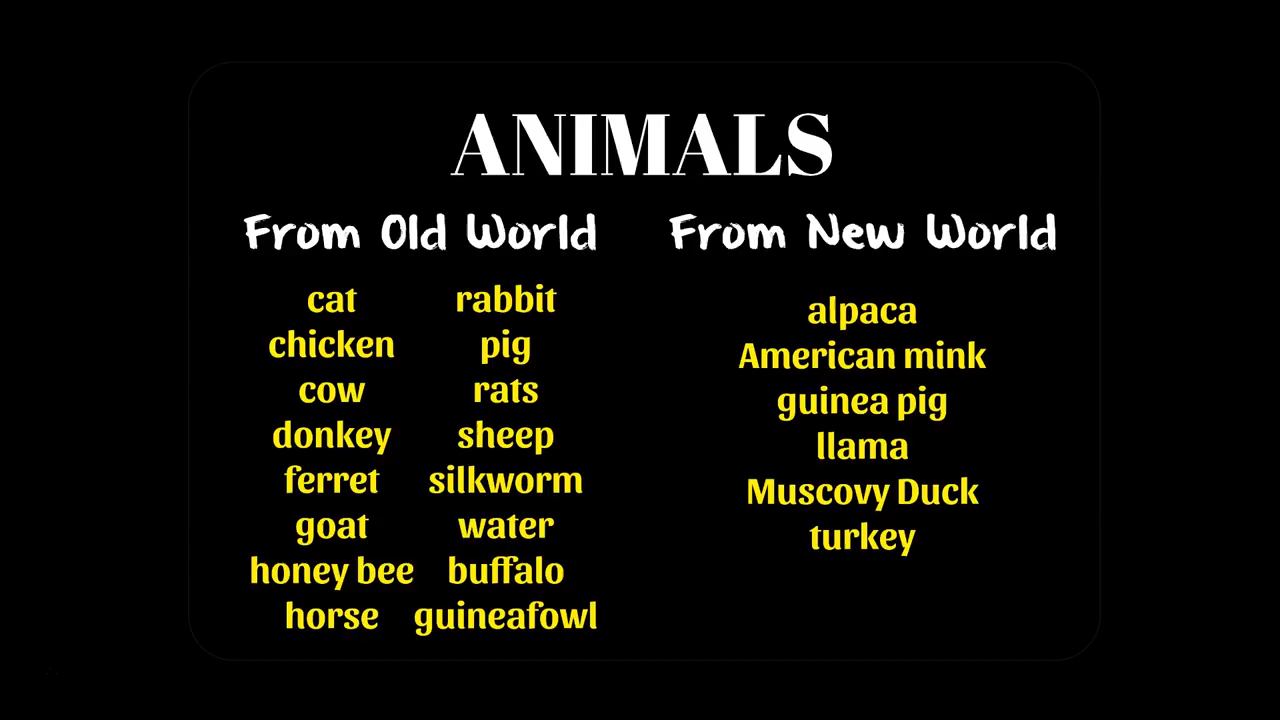 ANIMALS
From Old World
cat
chicken
cow
donkey
ferret
goat
honey bee
horse
rabbit
pig
rats
sheep
silkworm
water
buffalo
guineafowl
From New World
alpaca
American mink
guinea pig
llama
Muscovy Duck
turkey